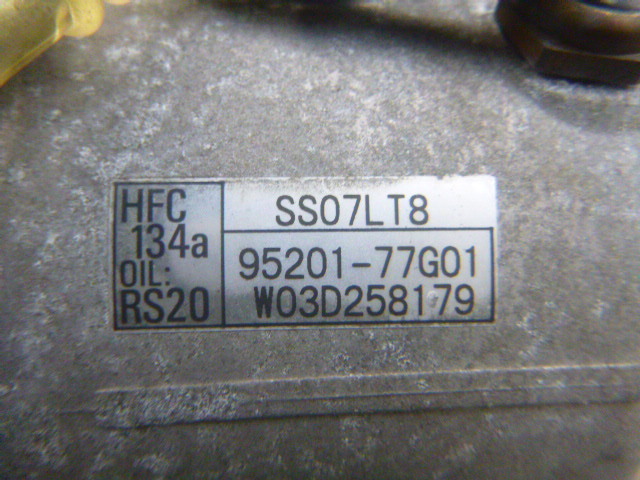 HFC
134a
OIL:
RS20
SS07LT8
95201-77G01
W03D258179